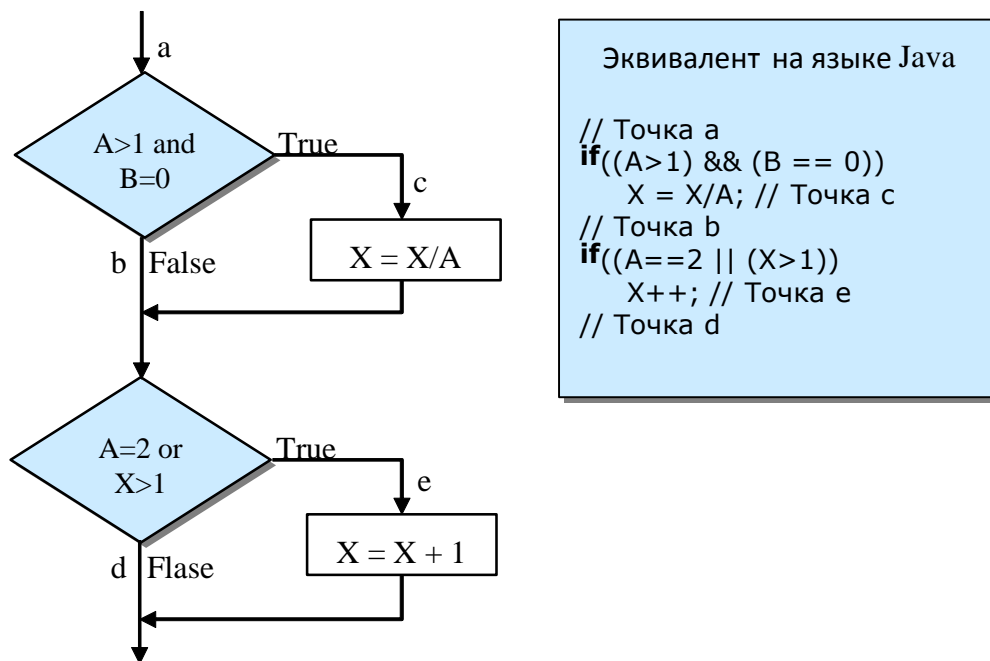 a
A>1 and
B=0
True
c
X = X/A
b
False
A=2 or
X>1
True
e
X = X + 1
d
Flase
Эквивалент на языке Java
// Точка a
if((A>1) && (B == 0))
X = X/A; // Точка c
// Точка b
if((A==2 || (X>1))
X++; // Точка e
// Точка d